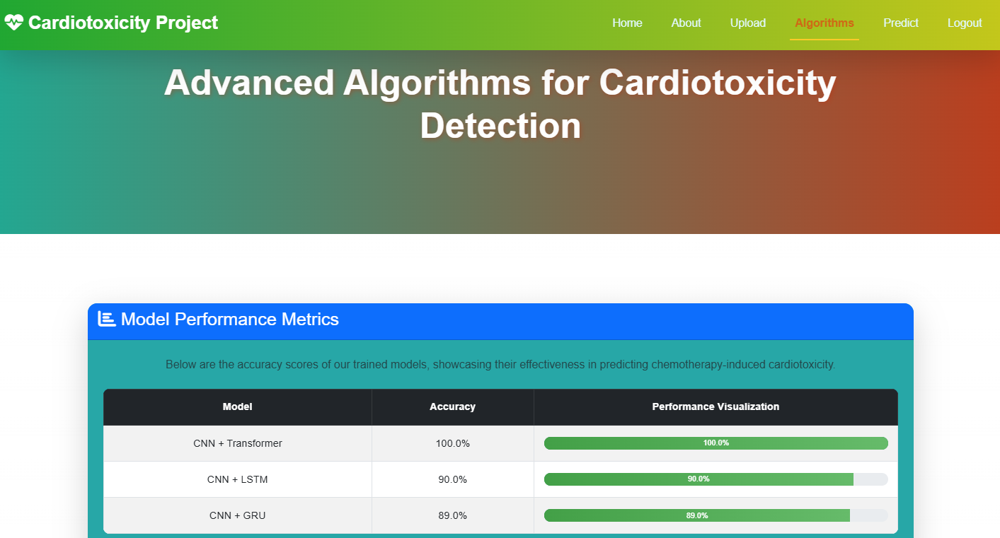 Cardiotoxicity Project
Home About Upload Algorithms Predict Logout
Advanced Algorithms for Cardiotoxicity
Detection
Model Performance Metrics
Below are the accuracy scores of our trained models, showcasing their effectiveness in predicting chemotherapy-induced cardiotoxicity.
Model Accuracy Performance Visualization
CNN + Transformer 100.0% 100.0%
CNN + LSTM 90.0% 90.0%
CNN + GRU 89.0% 89.0%